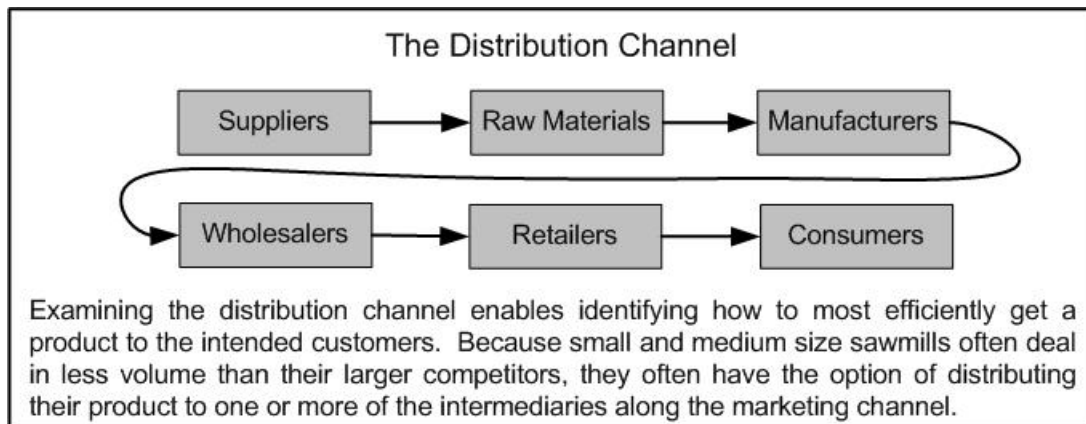 The Distribution Channel
Suppliers
Raw Materials
Manufacturers
Wholesalers
Retailers
Consumers
Examining the distribution channel enables identifying how to most efficiently get a
product to the intended customers. Because small and medium size sawmills often deal
in less volume than their larger competitors, they often have the option of distributing
their product to one or more of the intermediaries along the marketing channel.